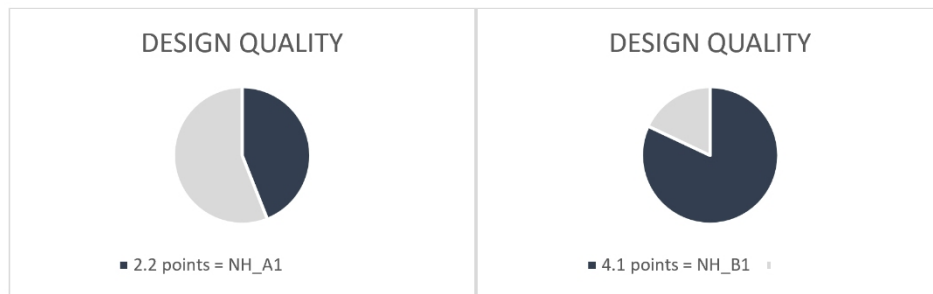 DESIGN QUALITY
2.2 points = NH_A1
DESIGN QUALITY
4.1 points = NH_B1